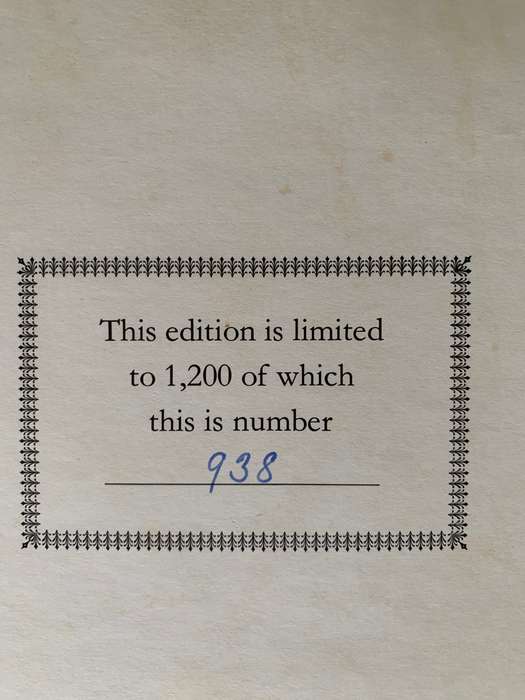 This edition is limited
to 1,200 of which
this is number
938